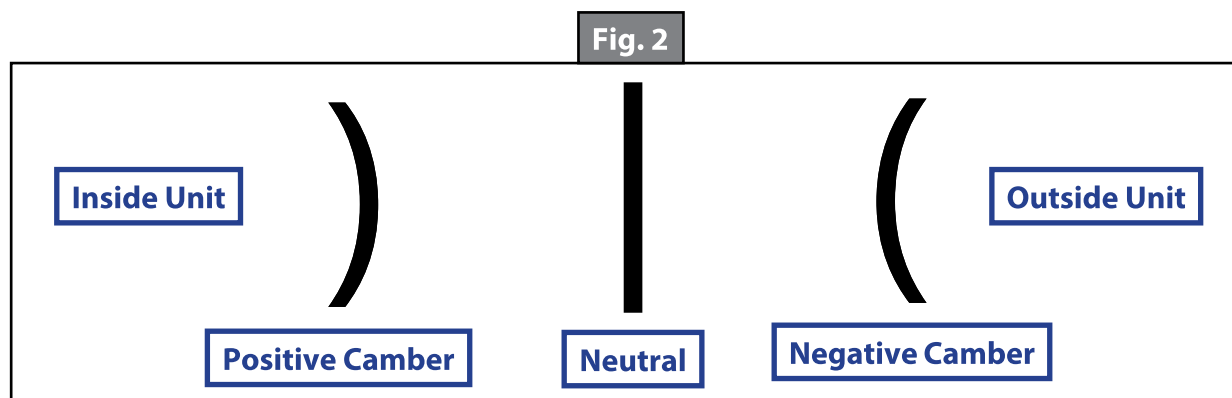 Fig. 2
Inside Unit
Outside Unit
Positive Camber
Neutral
Negative Camber